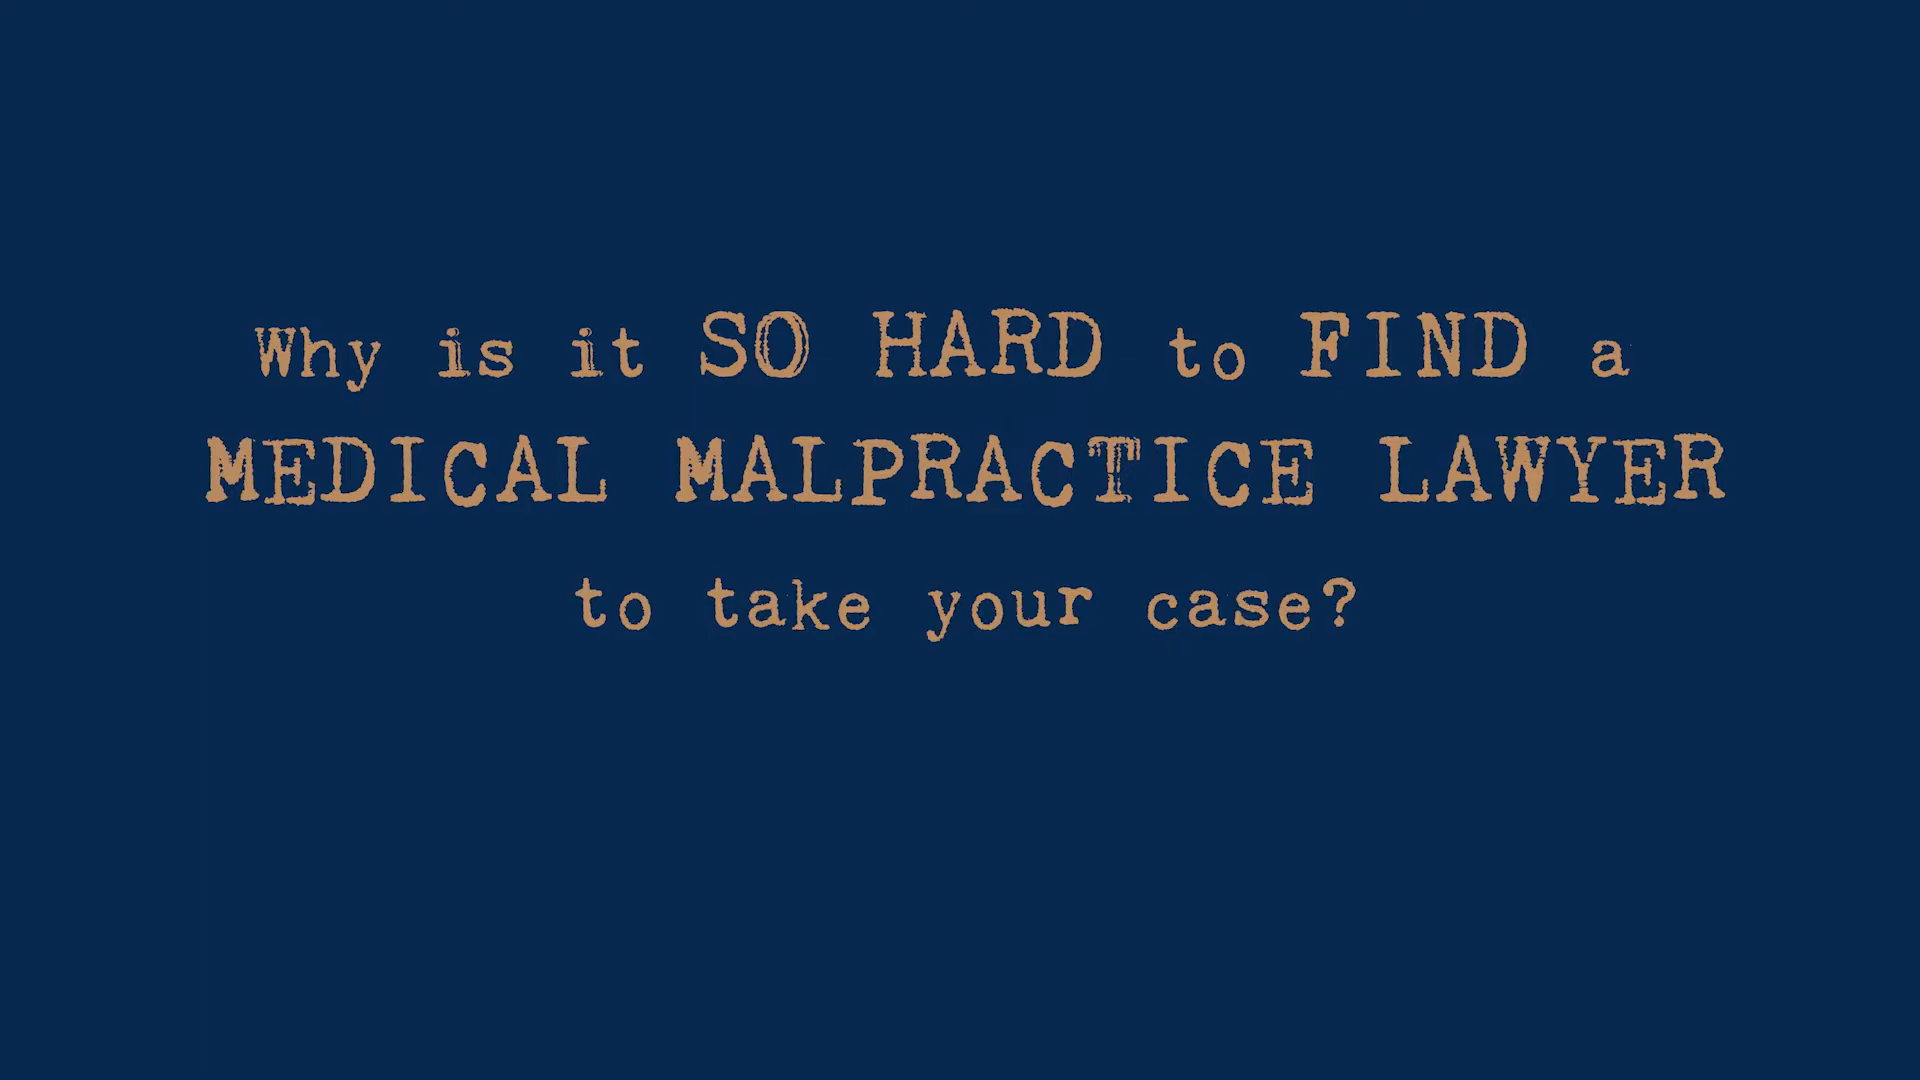 Why is it SO HARD to FIND a
MEDICAL MALPRACTICE LAWYER
to take your case?